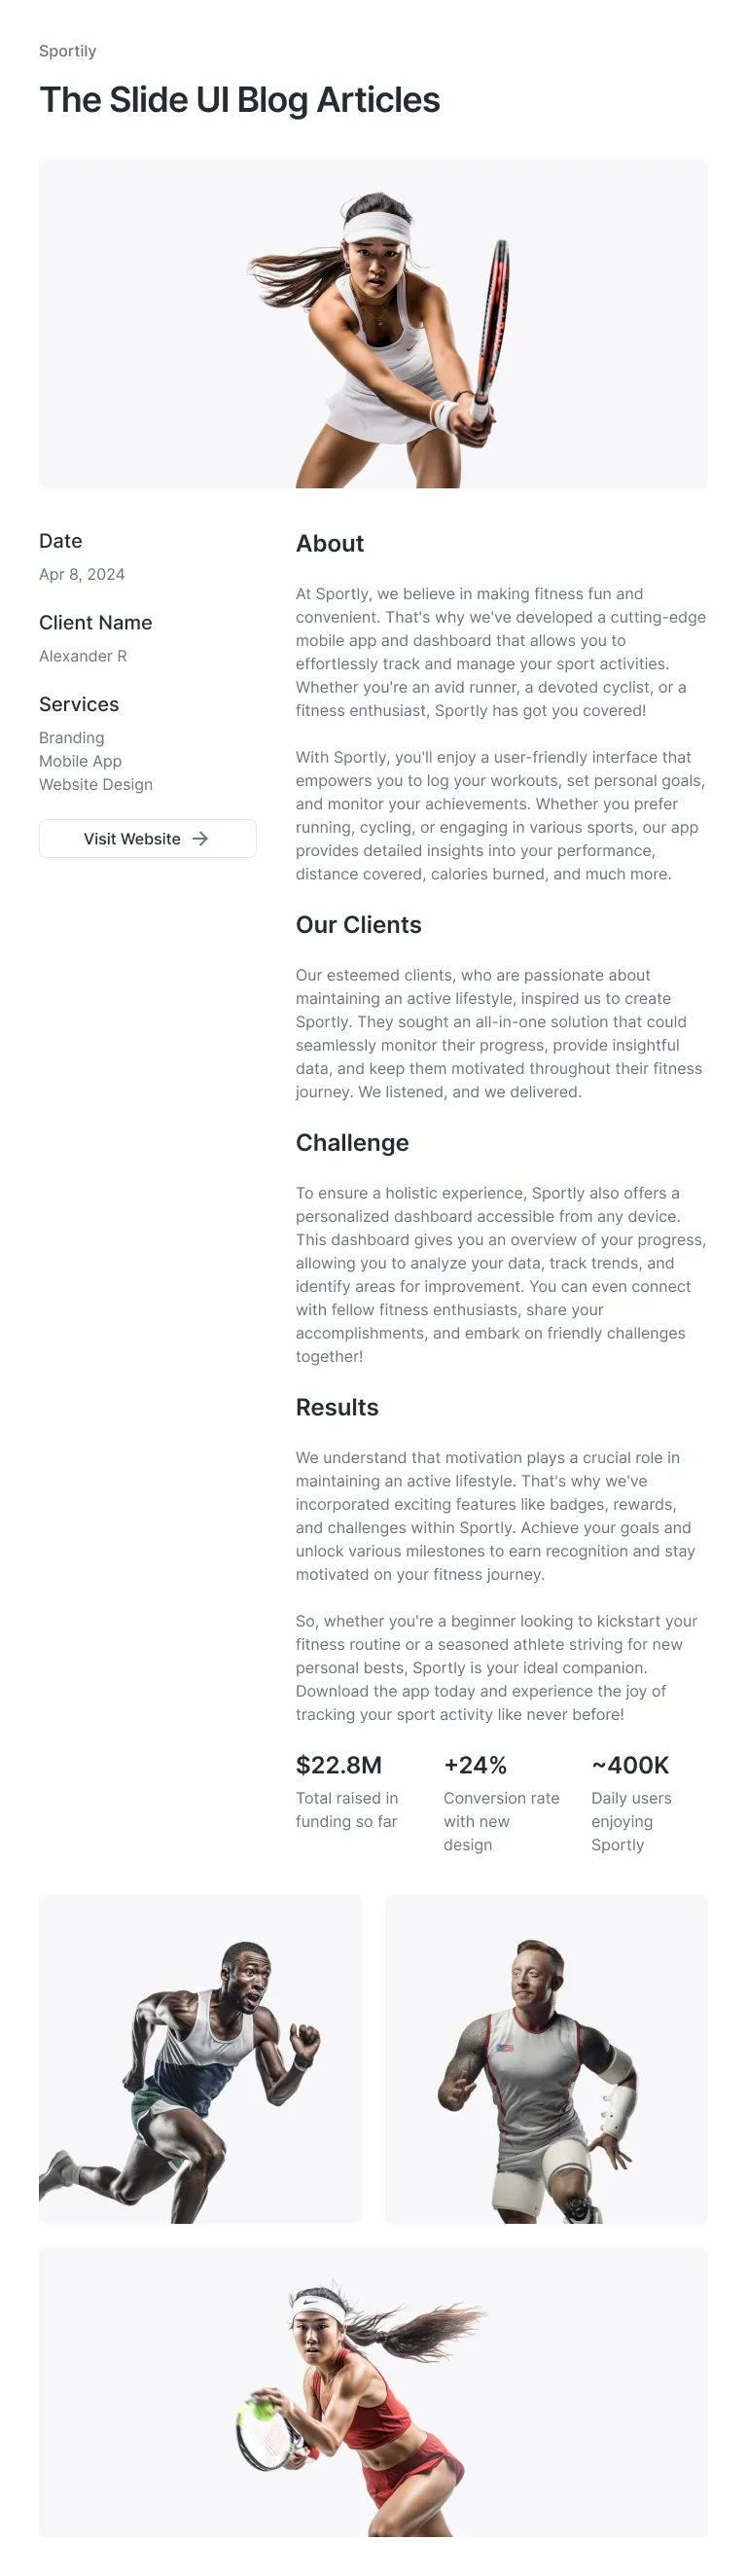 Sportily
The Slide UI Blog Articles
Date
Apr 8, 2024
Client Name
Alexander R
Services
Branding
Mobile App
Website Design
Visit Website
About
At Sportly, we believe in making fitness fun and
convenient. That's why we've developed a cutting-edge
mobile app and dashboard that allows you to
effortlessly track and manage your sport activities.
Whether you're an avid runner, a devoted cyclist, or a
fitness enthusiast, Sportly has got you covered!
With Sportly, you'll enjoy a user-friendly interface that
empowers you to log your workouts, set personal goals,
and monitor your achievements. Whether you prefer
running, cycling, or engaging in various sports, our app
provides detailed insights into your performance,
distance covered, calories burned, and much more.
Our Clients
Our esteemed clients, who are passionate about
maintaining an active lifestyle, inspired us to create
Sportly. They sought an all-in-one solution that could
seamlessly monitor their progress, provide insightful
data, and keep them motivated throughout their fitness
journey. We listened, and we delivered.
Challenge
To ensure a holistic experience, Sportly also offers a
personalized dashboard accessible from any device.
This dashboard gives you an overview of your progress,
allowing you to analyze your data, track trends, and
identify areas for improvement. You can even connect
with fellow fitness enthusiasts, share your
accomplishments, and embark on friendly challenges
together!
Results
We understand that motivation plays a crucial role in
maintaining an active lifestyle. That's why we've
incorporated exciting features like badges, rewards,
and challenges within Sportly. Achieve your goals and
unlock various milestones to earn recognition and stay
motivated on your fitness journey.
So, whether you're a beginner looking to kickstart your
fitness routine or a seasoned athlete striving for new
personal bests, Sportly is your ideal companion.
Download the app today and experience the joy of
tracking your sport activity like never before!
$22.8M
Total raised in
funding so far
+24%
Conversion rate
with new
design
~400K
Daily users
enjoying
Sportly